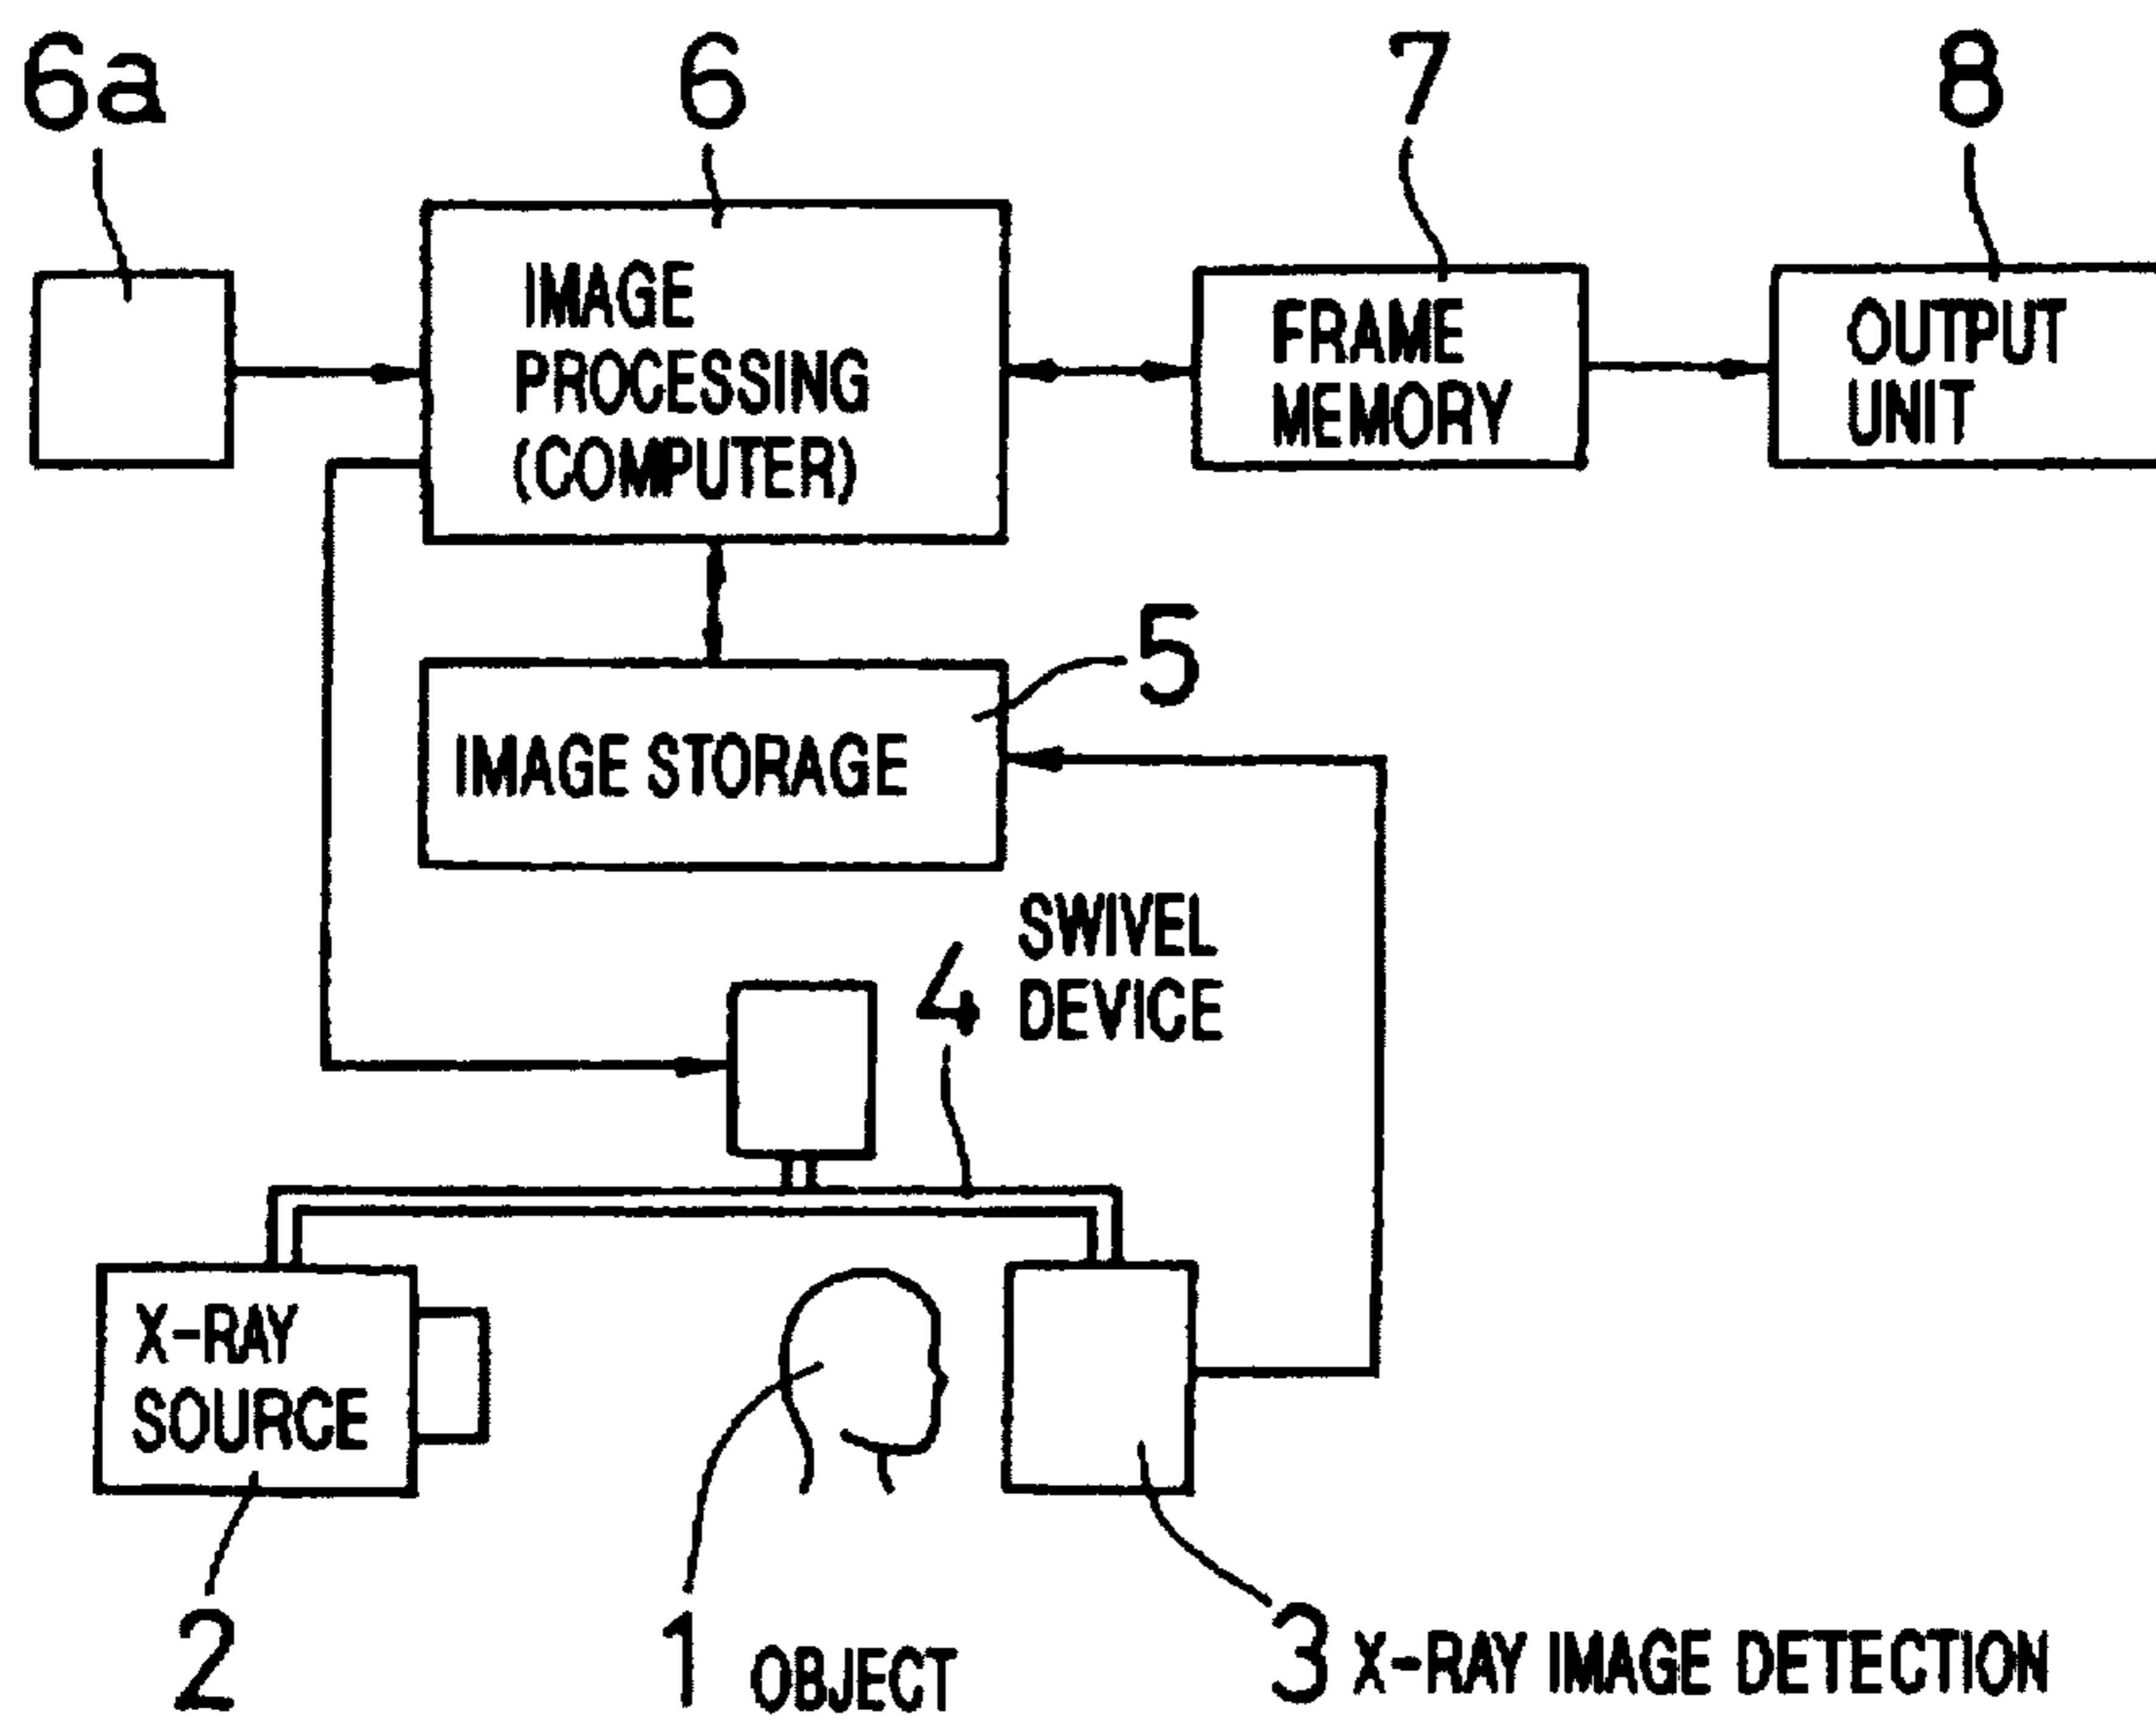 6a
6
7
8
IMAGE
PROCESSING
(COMPUTER)
FRAME
MEMORY
OUTPUT
UNIT
5
IMAGE STORAGE
4
SWIVEL
DEVICE
X-RAY
SOURCE
2
1 OBJECT
3 X-RAY IMAGE DETECTION